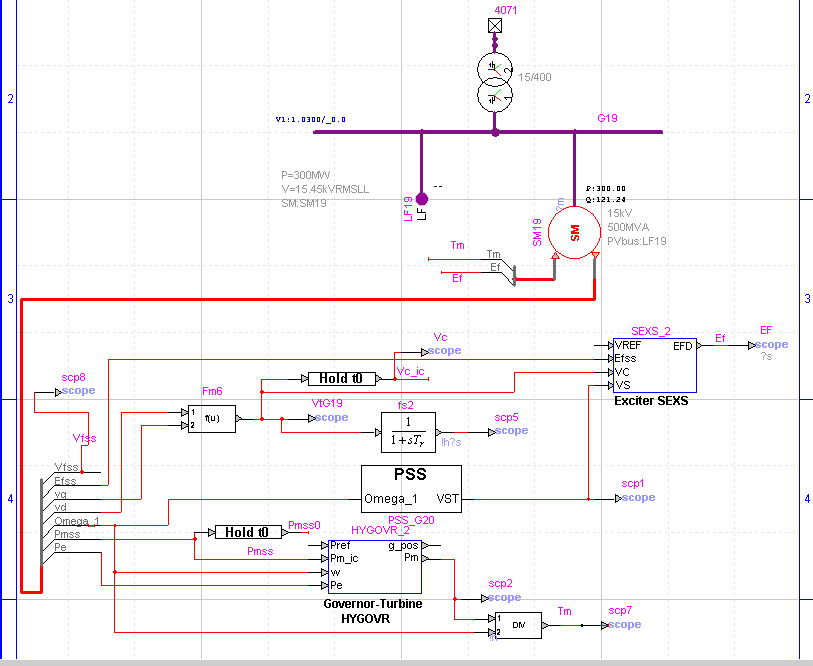 4071
2
1
15/400
2
2
V1:1.0300/_0.0
G19
P=300MW
V=15.45kVRMSLL
SM:SM19
--
LF19
LF
P:300.00
Q:121.24
?m
SM19
SM
15kV
500MVA
PVbus:LF19
Tm
Tm
Ef
Ef
3
3
SEXS_2
VREF
Efss
VC
VS
EFD
Ef
EF
scope
?s
Exciter SEXS
Vc
scope
Hold t0
Vc_ic
scp8
scope
Fm6
1
2
f(u)
VtG19
scope
fs2
1
1+sTr
!h?s
scp5
scope
Vfss
Vfss
Efss
vq
vd
Omega_1
Pmss
Pe
4
4
PSS
Omega_1
VST
PSS_G20
scp1
scope
Hold t0
Pmss0
Pmss
HYGOVR_2
Pref
Pm_ic
w
Pe
g_pos
Pm
Governor-Turbine
HYGOVR
scp2
scope
1
2
DIV
Tm
scp7
scope